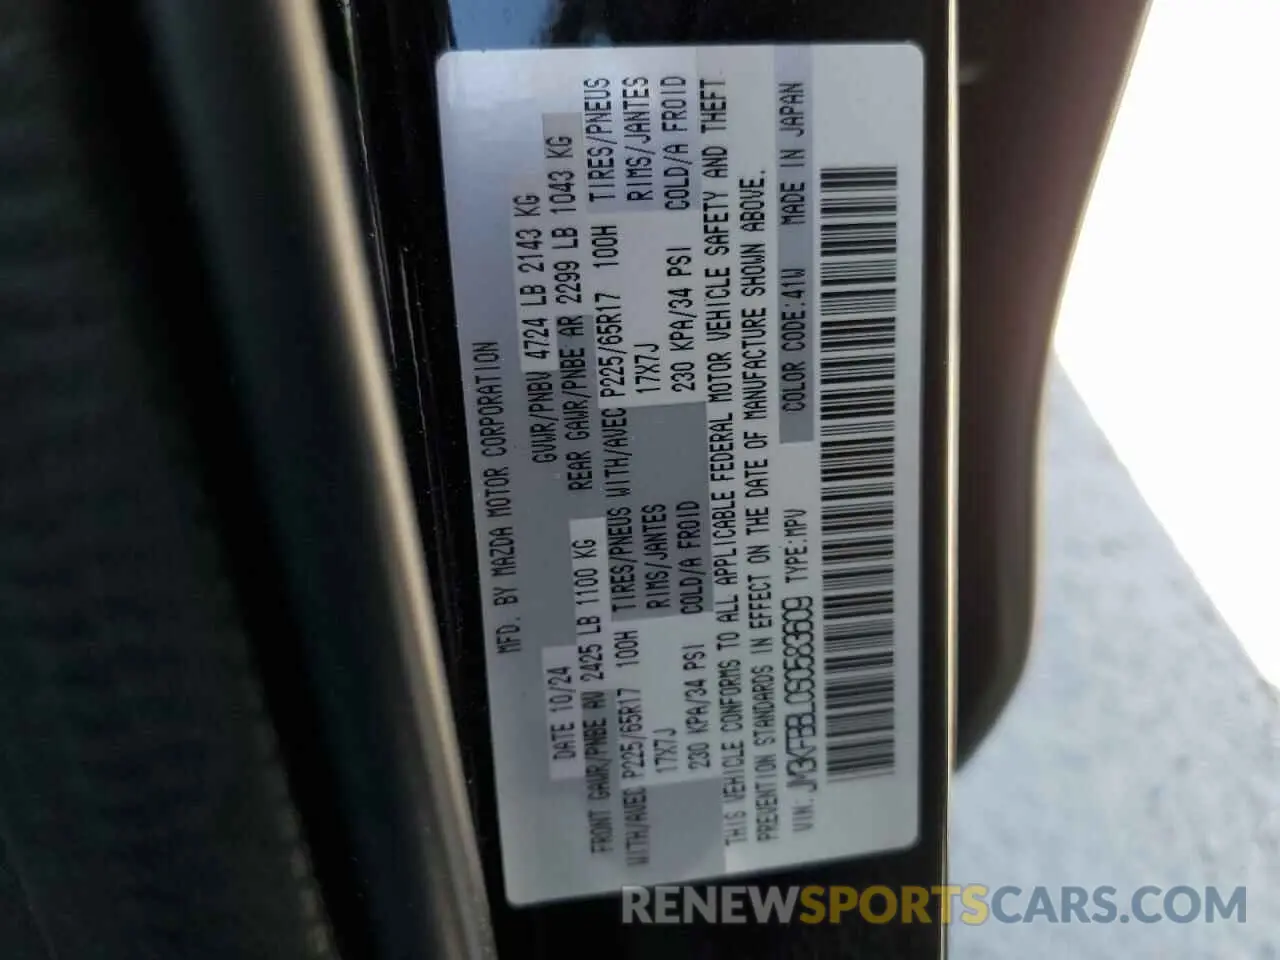 MFD. BY MAZDA MOTOR CORPORATION
DATE 10/24 GVWR/PNBV 4724 LB 2143 KG
FRONT GAWR/PNBE AV 2425 LB 1100 KG REAR GAWR/PNBE AR 2299 LB 1043 KG
WITH/AVEC P225/65R17 100H TIRES/PNEUS WITH/AVEC P225/65R17 100H TIRES/PNEUS
17X7J RIMS/JANTES 17X7J RIMS/JANTES
230 KPA/34 PSI COLD/A FROID 230 KPA/34 PSI COLD/A FROID
THIS VEHICLE CONFORMS TO ALL APPLICABLE FEDERAL MOTOR VEHICLE SAFETY AND THEFT
PREVENTION STANDARDS IN EFFECT ON THE DATE OF MANUFACTURE SHOWN ABOVE.
VIN: JM3KFBBL0S0583609 TYPE:MPV COLOR CODE:41W MADE IN JAPAN
RENEWSPORTSCARS.COM